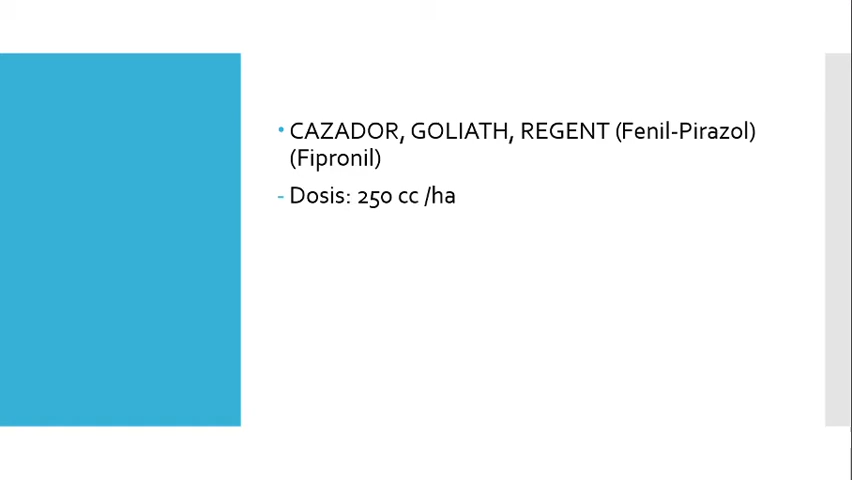 • CAZADOR, GOLIATH, REGENT (Fenil-Pirazol)
(Fipronil)
- Dosis: 250 cc /ha